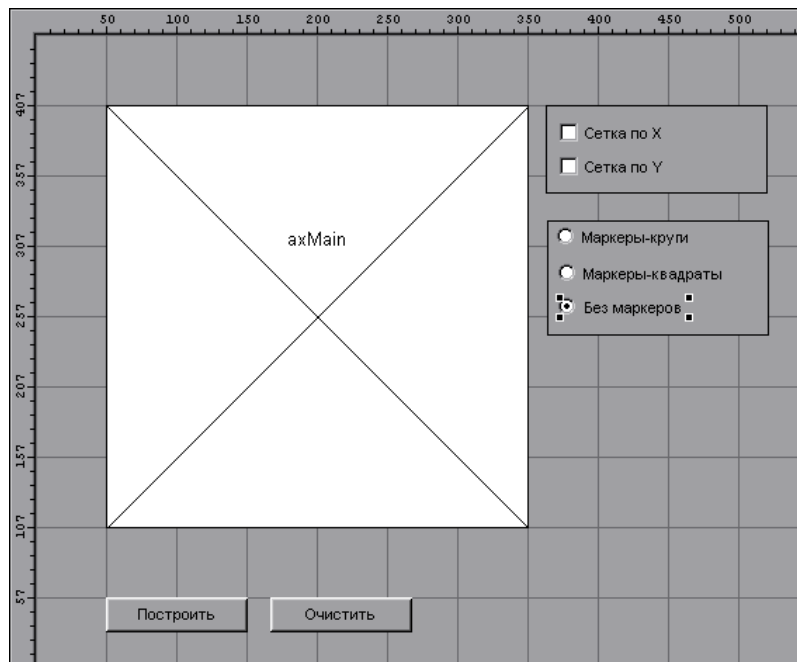 50 100 150 200 250 300 350 400 450 500
407
Сетка по X
Сетка по Y
357
307
axMain
Маркеры-круги
Маркеры-квадраты
Без маркеров
257
207
157
107
57
Построить Очистить